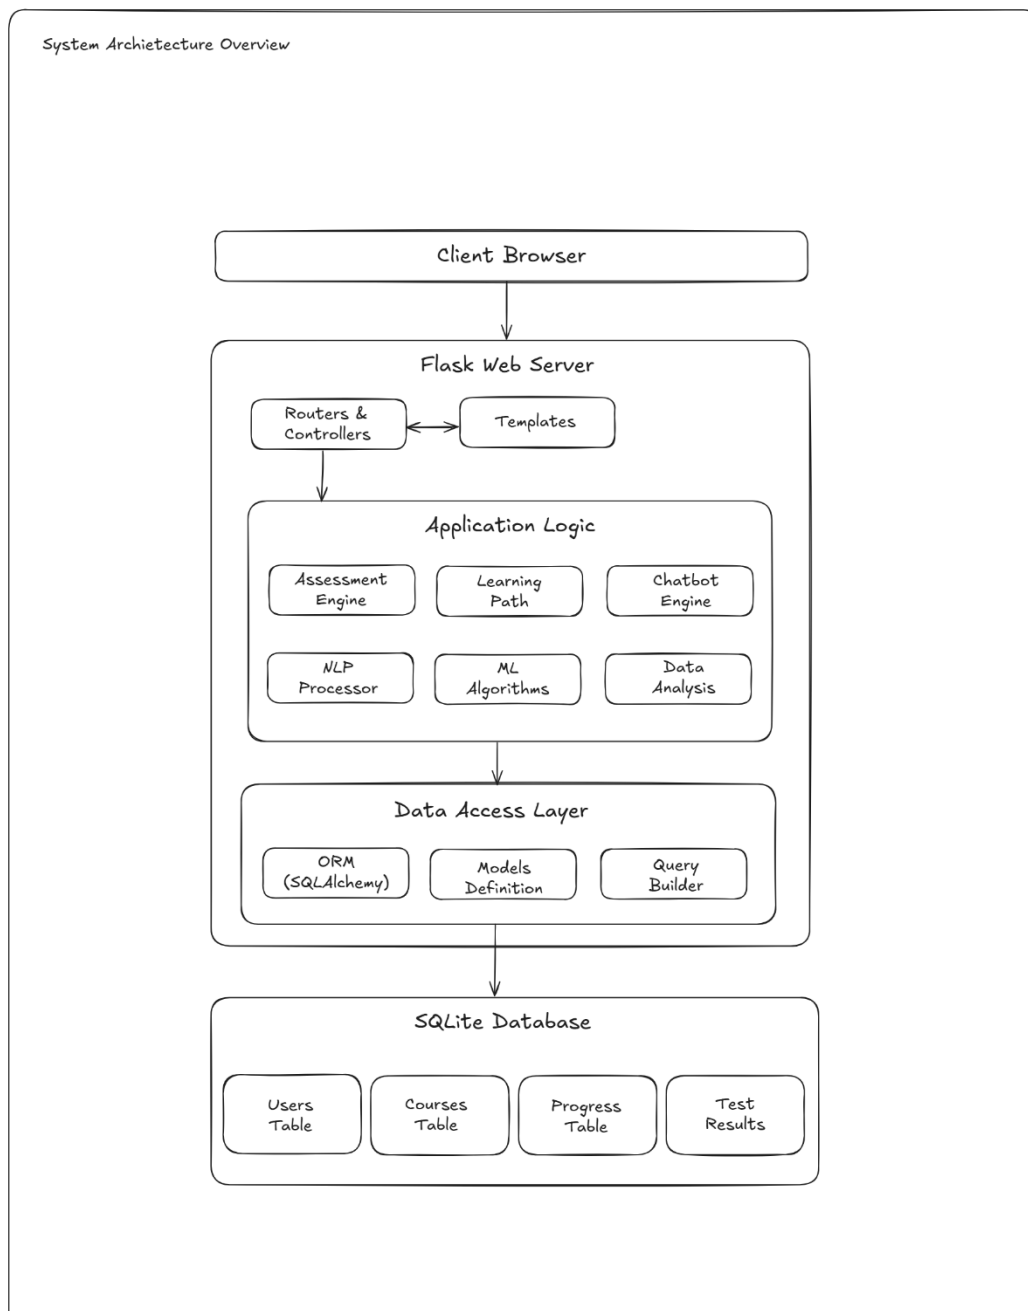 System Archietecture Overview
Client Browser
Flask Web Server
Routers &
Controllers
Templates
Application Logic
Assessment
Engine
Learning
Path
Chatbot
Engine
NLP
Processor
ML
Algorithms
Data
Analysis
Data Access Layer
ORM
(SQLAlchemy)
Models
Definition
Query
Builder
SQLite Database
Users
Table
Courses
Table
Progress
Table
Test
Results